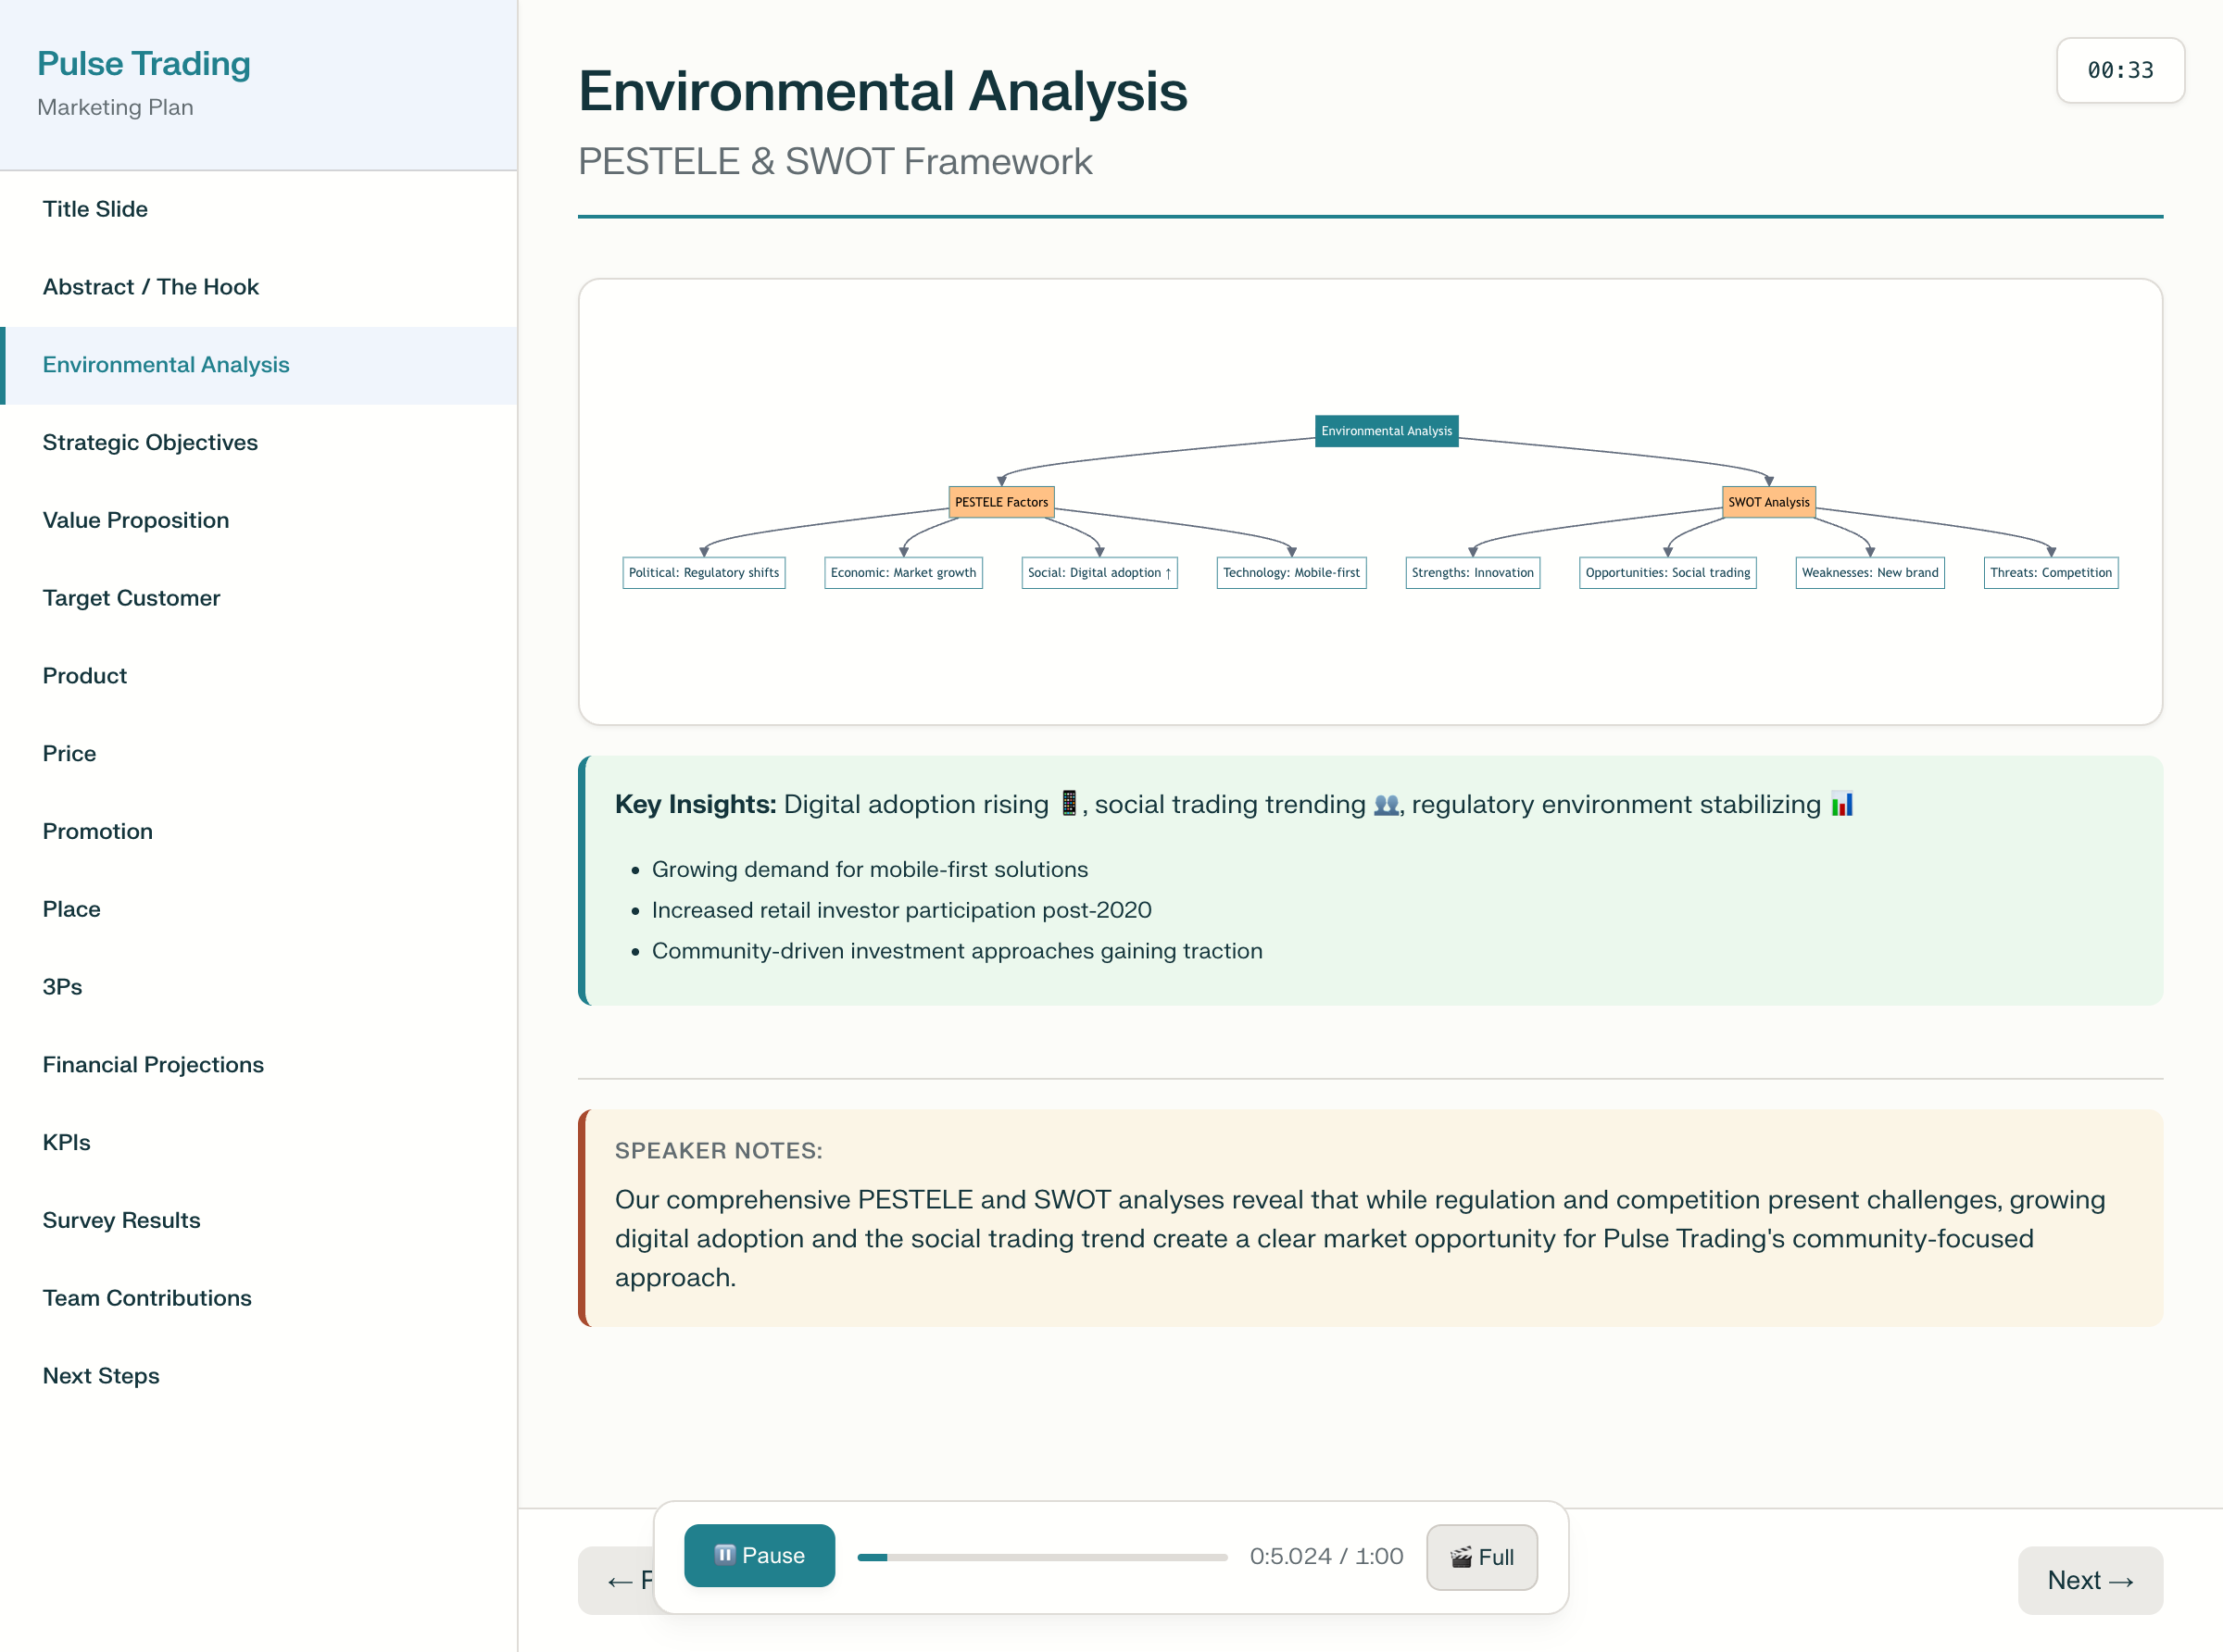 Pulse Trading
Marketing Plan
Title Slide
Abstract / The Hook
Environmental Analysis
Strategic Objectives
Value Proposition
Target Customer
Product
Price
Promotion
Place
3Ps
Financial Projections
KPIs
Survey Results
Team Contributions
Next Steps
Environmental Analysis
00:33
PESTELE & SWOT Framework
Environmental Analysis
PESTELE Factors
SWOT Analysis
Political: Regulatory shifts
Economic: Market growth
Social: Digital adoption ↑
Technology: Mobile-first
Strengths: Innovation
Opportunities: Social trading
Weaknesses: New brand
Threats: Competition
Key Insights: Digital adoption rising 📱, social trading trending 👥, regulatory environment stabilizing 📊
• Growing demand for mobile-first solutions
• Increased retail investor participation post-2020
• Community-driven investment approaches gaining traction
SPEAKER NOTES:
Our comprehensive PESTELE and SWOT analyses reveal that while regulation and competition present challenges, growing
digital adoption and the social trading trend create a clear market opportunity for Pulse Trading's community-focused
approach.
←
⏸️ Pause
0:5.024 / 1:00
🎬 Full
Next →